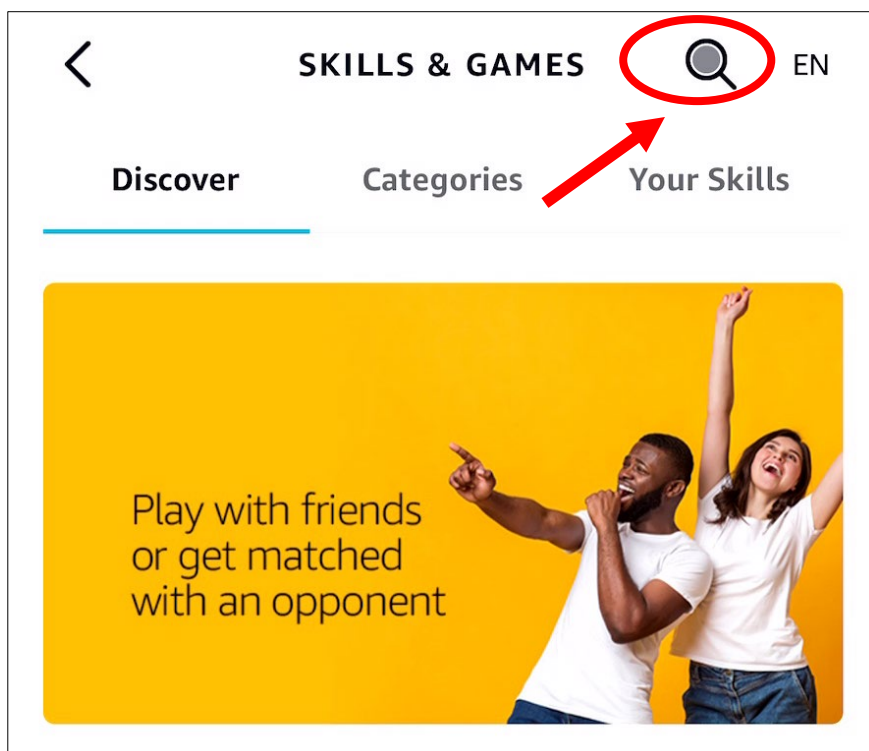 SKILLS & GAMES EN
Discover Categories Your Skills
Play with friends
or get matched
with an opponent